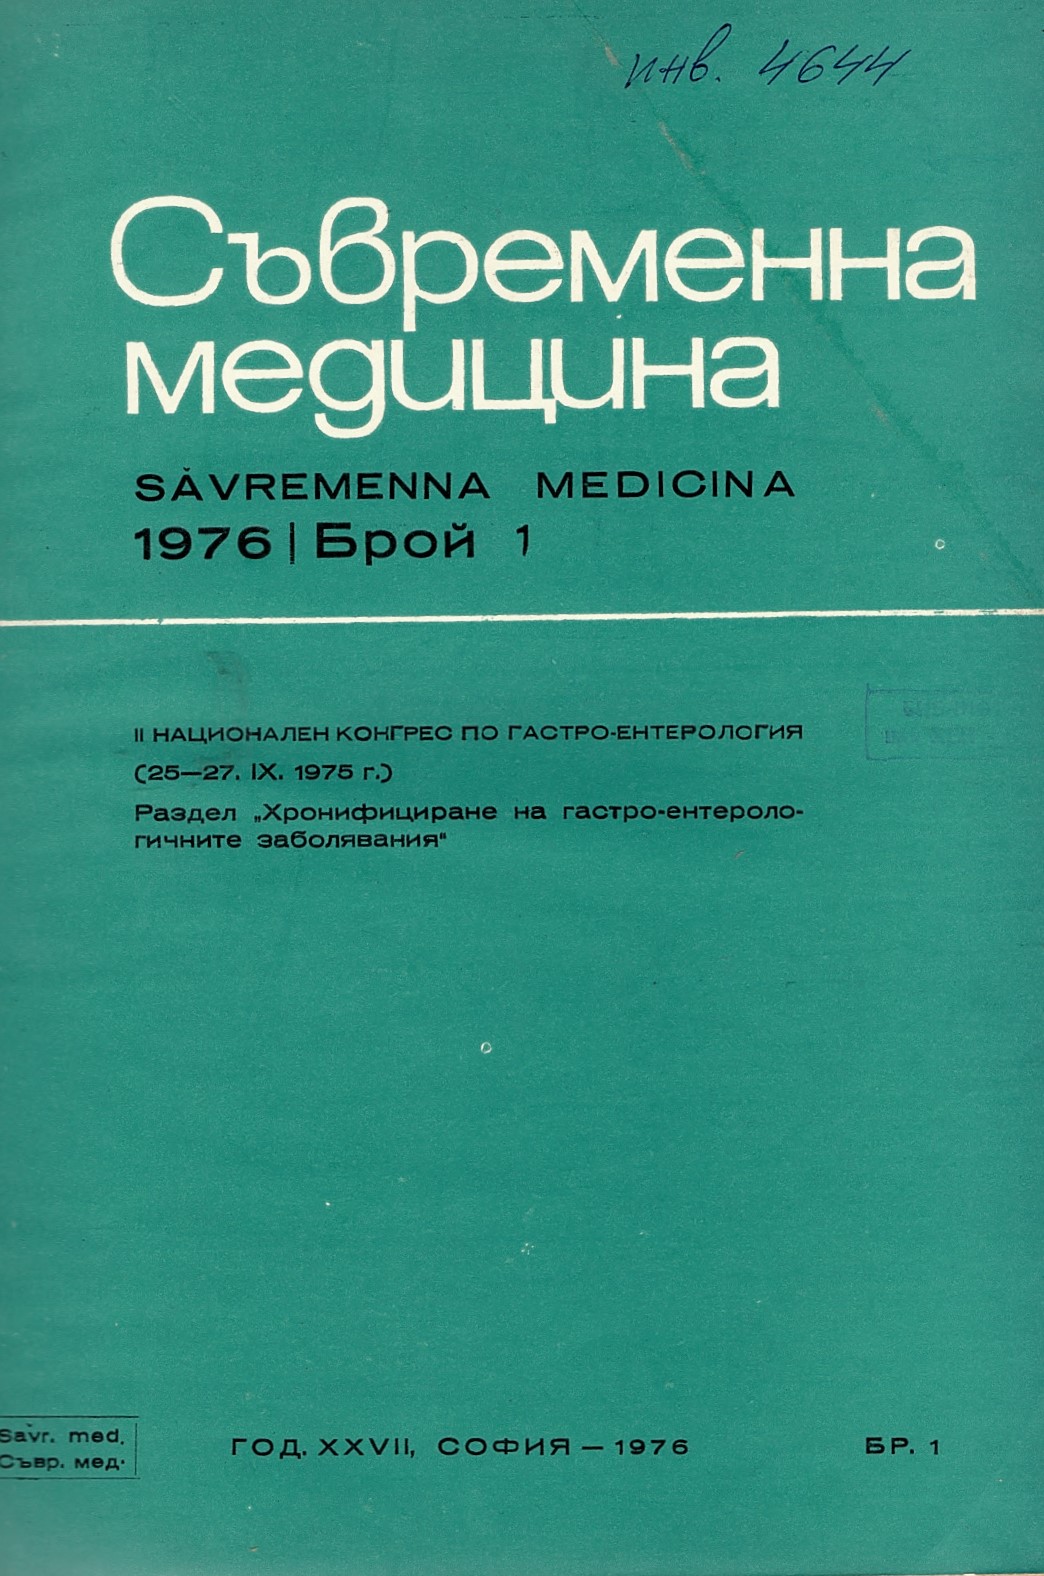 инв. 4644
Съвременна
медицина
SĂVREMENNA MEDICINA
1976 | Брой 1
II НАЦИОНАЛЕН КОНГРЕС ПО ГАСТРО-ЕНТЕРОЛОГИЯ
(25—27. IX. 1975 г.)
Раздел „Хронифициране на гастро-ентероло-
гичните заболявания“
Săvr. med.
Съвр. мед.
ГОД. XXVII, СОФИЯ — 1976
БР. 1